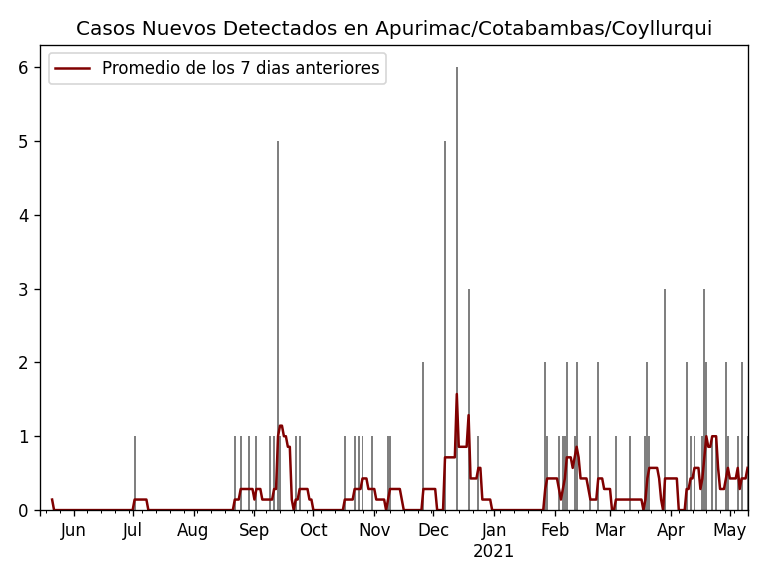 Casos Nuevos Detectados en Apurimac/Cotabambas/Coyllurqui
Promedio de los 7 dias anteriores
6
5
4
3
2
1
0
Jun Jul Aug Sep Oct Nov Dec Jan Feb Mar Apr May
2021